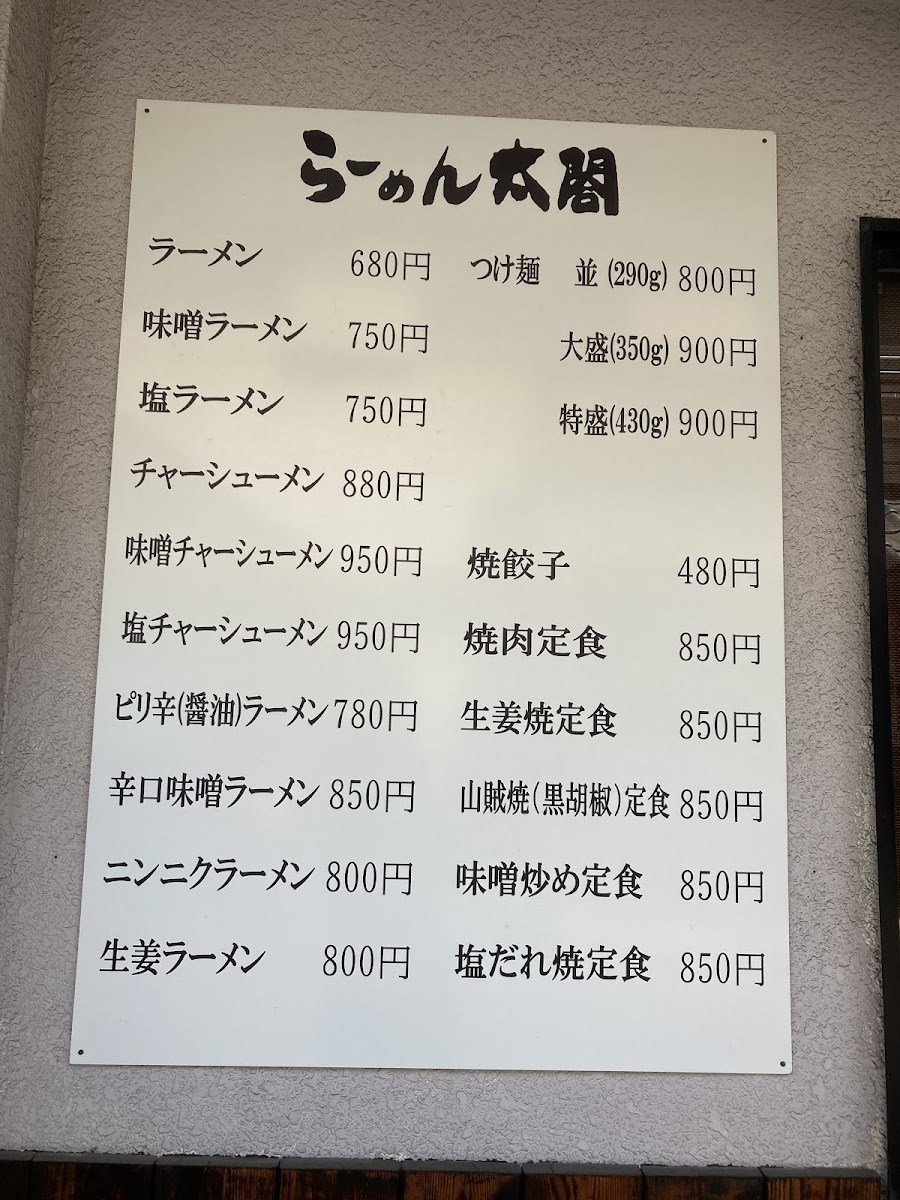 らーめん太閤
ラーメン 680円
味噌ラーメン 750円
塩ラーメン 750円
チャーシューメン 880円
味噌チャーシューメン 950円
塩チャーシューメン 950円
ピリ辛(醤油)ラーメン 780円
辛口味噌ラーメン 850円
ニンニクラーメン 800円
生姜ラーメン 800円
つけ麺 並(290g) 800円
大盛(350g) 900円
特盛(430g) 900円
焼餃子 480円
焼肉定食 850円
生姜焼定食 850円
山賊焼(黒胡椒)定食 850円
味噌炒め定食 850円
塩だれ焼定食 850円